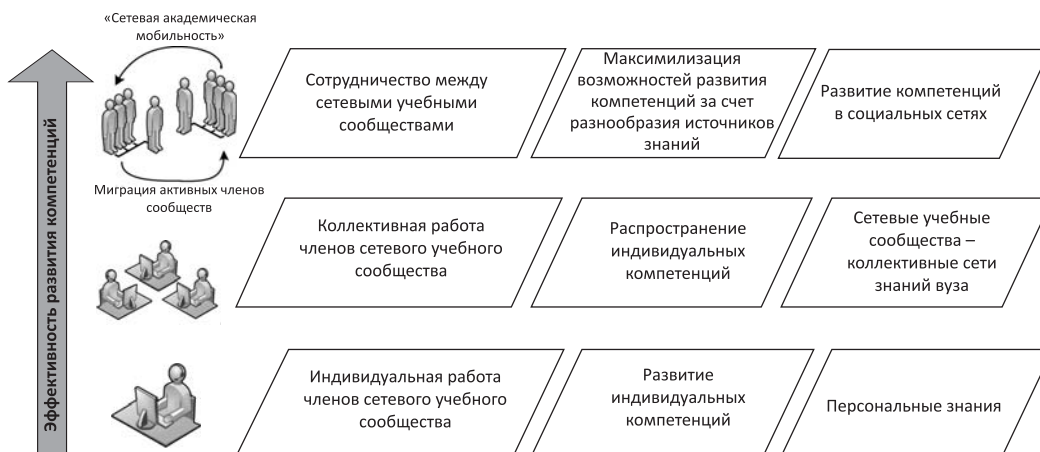 «Сетевая академическая
мобильность»
Сотрудничество между
сетевыми учебными
сообществами
Максимилизация
возможностей развития
компетенций за счет
разнообразия источников
знаний
Развитие компетенций
в социальных сетях
Миграция активных членов
сообществ
Эффективность развития компетенций
Коллективная работа
членов сетевого учебного
сообщества
Распространение
индивидуальных
компетенций
Сетевые учебные
сообщества –
коллективные сети
знаний вуза
Индивидуальная работа
членов сетевого учебного
сообщества
Развитие
индивидуальных
компетенций
Персональные знания